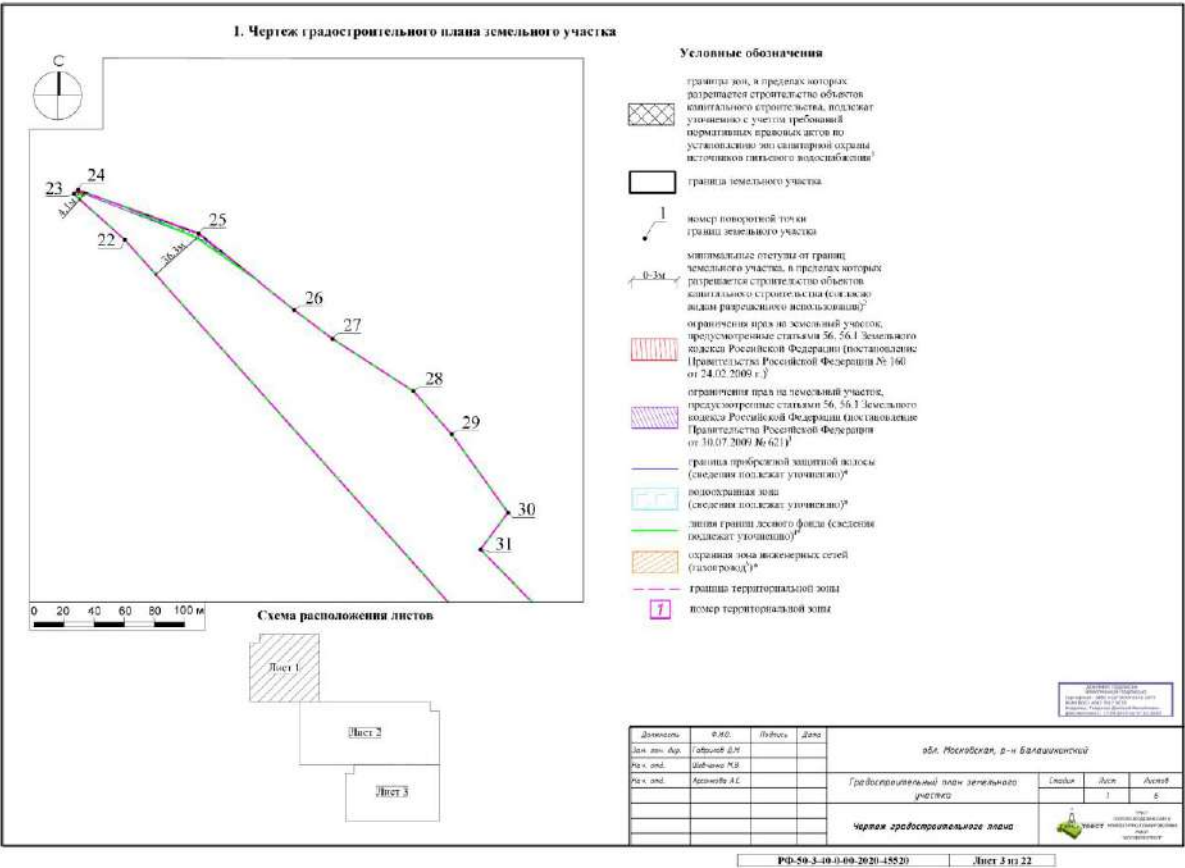 1. Чертеж градостроительного плана земельного участка
С
24
23
4.1м
25
22
36.3м
26
27
28
29
30
31
0 20 40 60 80 100 м
Условные обозначения
границы зон, в пределах которых
разрешается строительство объектов
капитального строительства, подлежат
уточнению с учетом требований
нормативных правовых актов по
установлению зон санитарной охраны
источников питьевого водоснабжения
граница земельного участка
1
номер поворотной точки
границ земельного участка
0-3м
минимальные отступы от границ
земельного участка, в пределах которых
разрешается строительство объектов
капитального строительства (согласно
видам разрешенного использования)
ограничения прав на земельный участок,
предусмотренные статьями 56, 56.1 Земельного
кодекса Российской Федерации (постановление
Правительства Российской Федерации № 160
от 24.02.2009 г.)
ограничения прав на земельный участок,
предусмотренные статьями 56, 56.1 Земельного
кодекса Российской Федерации (постановление
Правительства Российской Федерации
от 30.07.2009 № 621)
граница прибрежной защитной полосы
(сведения подлежат уточнению)*
водоохранная зона
(сведения подлежат уточнению)*
линия границ лесного фонда (сведения
подлежат уточнению)
охранная зона инженерных сетей
(газопровод)*
граница территориальной зоны
1 номер территориальной зоны
Схема расположения листов
Лист 1
Лист 2
Лист 3
ДОКУМЕНТ ПОДПИСАН
ЭЛЕКТРОННОЙ ПОДПИСЬЮ
Должность Ф.И.О. Подпись Дата
обл. Московская, р-н Балашихинский
Гаврилов Д.М.
Нач. отд. Шевченко М.В.
Нач. отд.
Градостроительный план земельного
участка
Стадия Лист Листов
1 6
Чертеж градостроительного плана
РФ-50-3-40-0-00-2020-45520 Лист 3 из 22